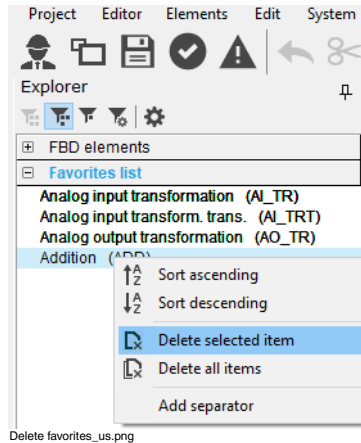 Project Editor Elements Edit System
Explorer
FBD elements
Favorites list
Analog input transformation (AI_TR)
Analog input transform. trans. (AI_TRT)
Analog output transformation (AO_TR)
Addition (ADD)
Sort ascending
Sort descending
Delete selected item
Delete all items
Add separator
Delete favorites_us.png